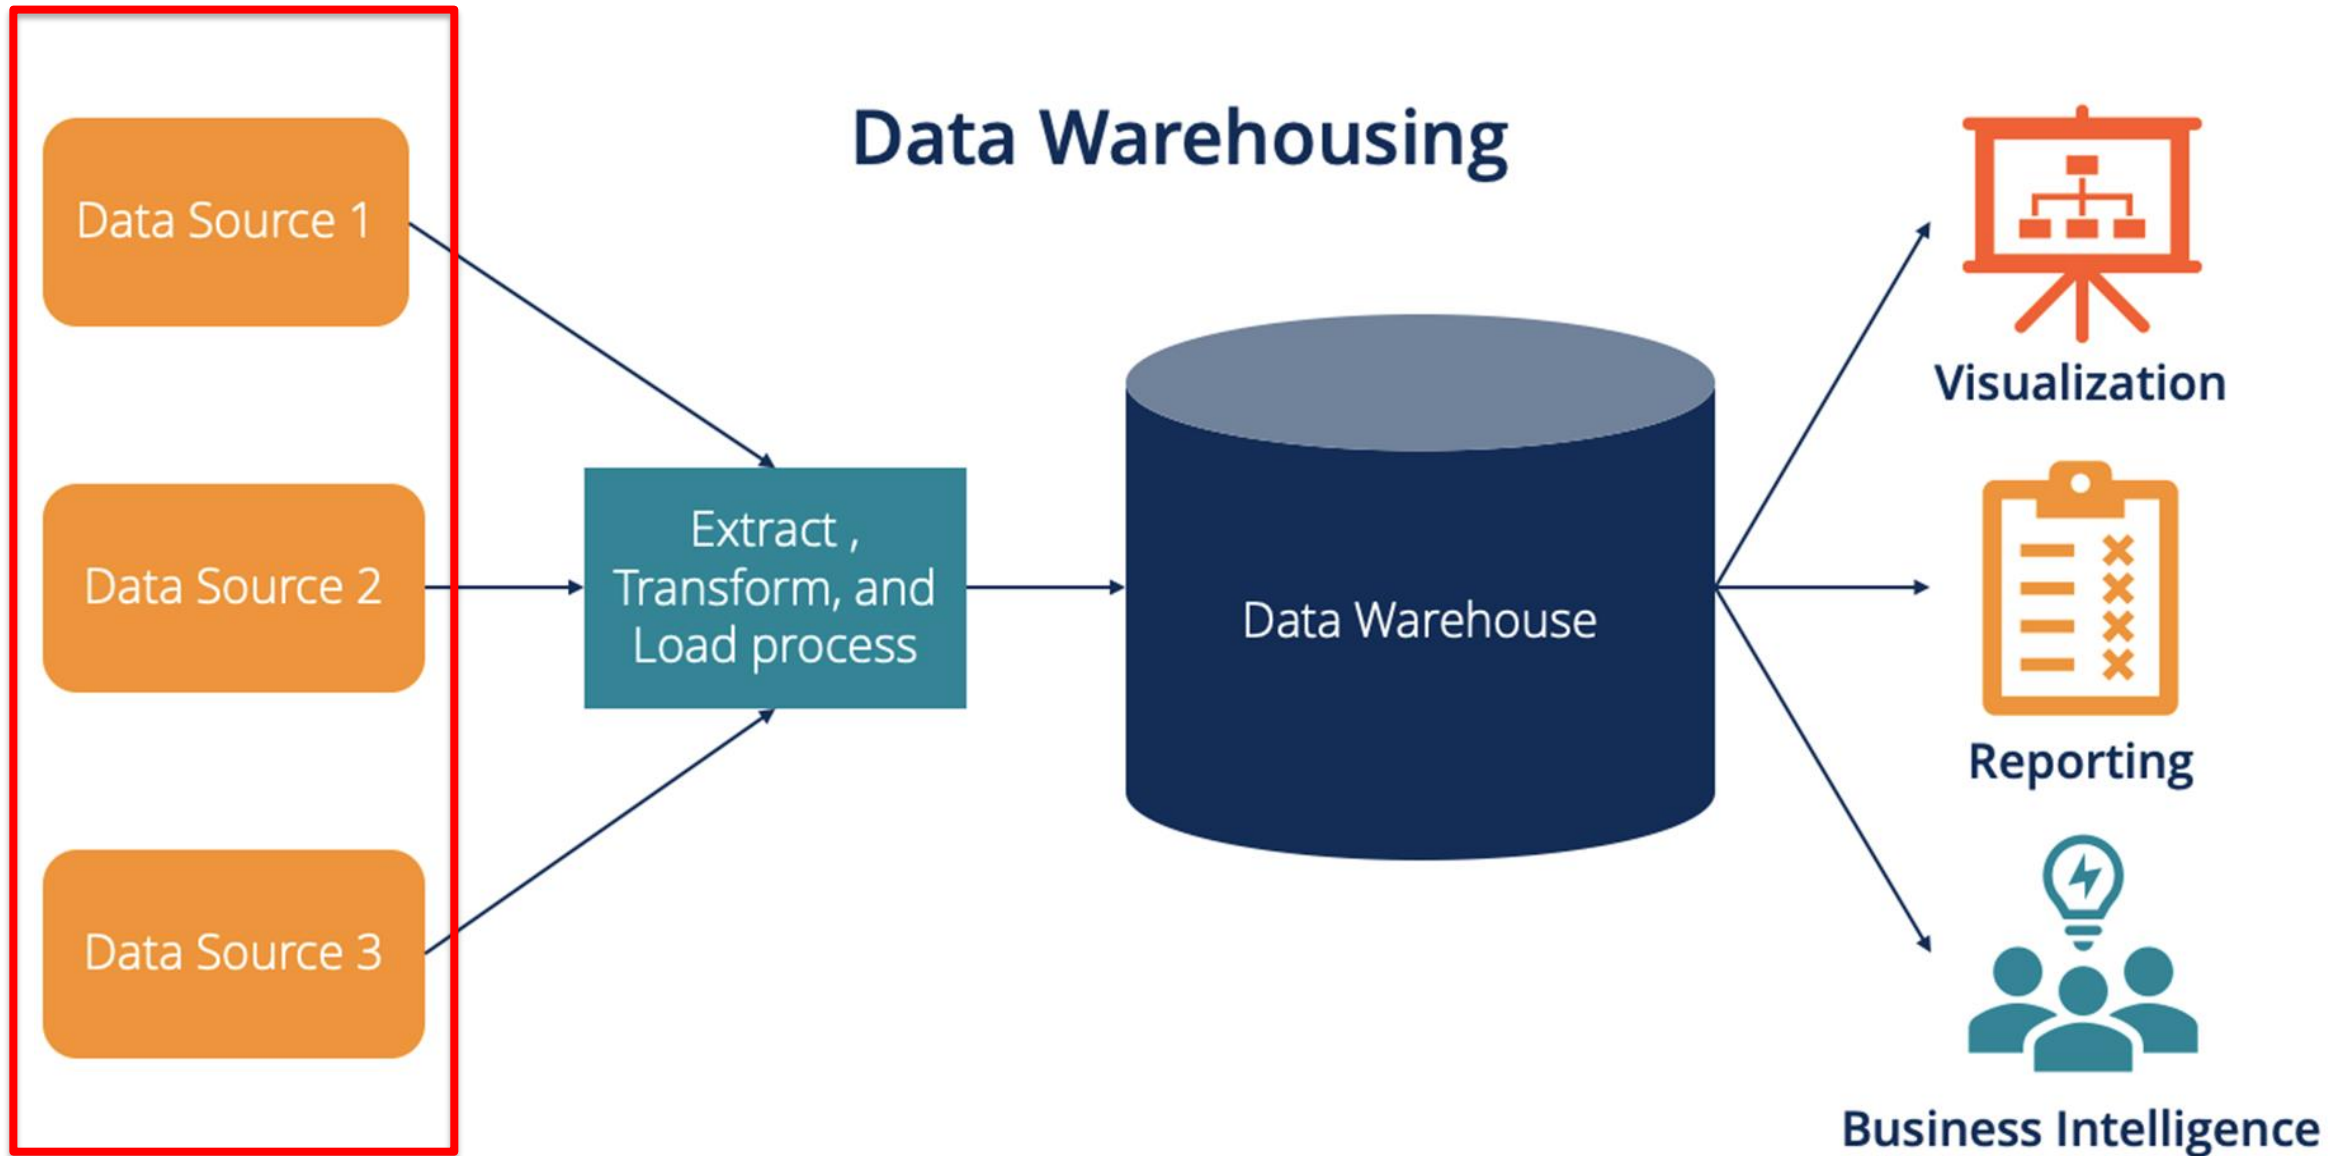 Data Warehousing
Data Source 1
Data Source 2
Data Source 3
Extract ,
Transform, and
Load process
Data Warehouse
Visualization
Reporting
Business Intelligence